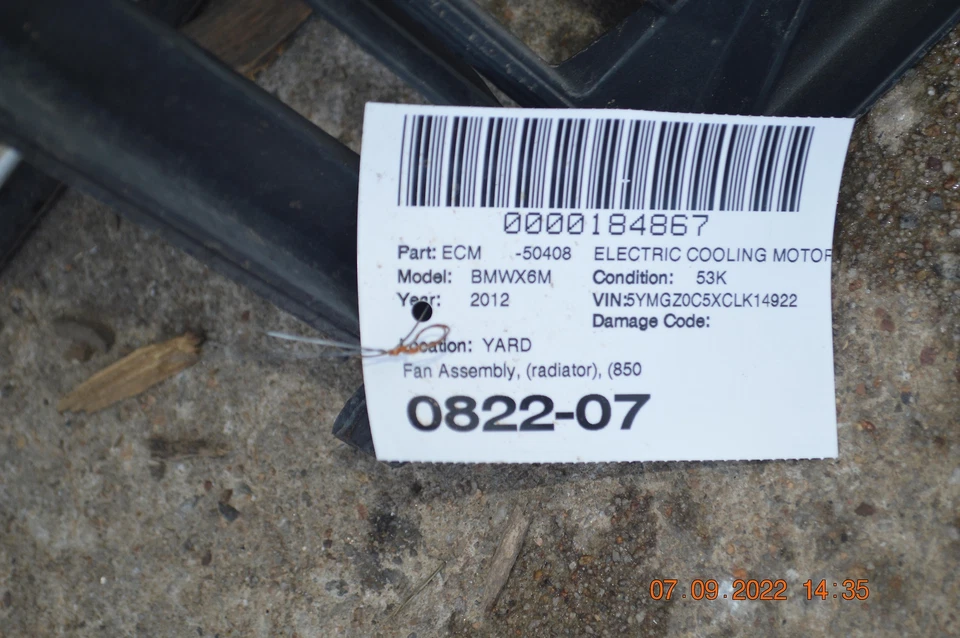 0000184867
Part: ECM -50408 ELECTRIC COOLING MOTOR
Model: BMWX6M Condition: 53K
Year: 2012 VIN:5YMGZ0C5XCLK14922
Damage Code:
Location: YARD
Fan Assembly, (radiator), (850
0822-07
07.09.2022 14:35